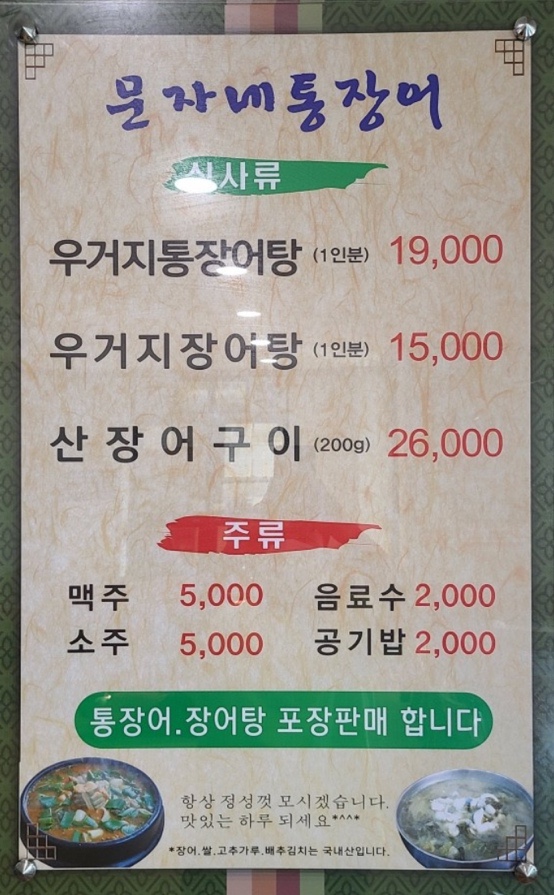 문자네통장어
식사류
우거지통장어탕 (1인분) 19,000
우거지장어탕 (1인분) 15,000
산장어구이 (200g) 26,000
주류
맥주 5,000 음료수 2,000
소주 5,000 공기밥 2,000
통장어.장어탕 포장판매 합니다
항상 정성껏 모시겠습니다.
맛있는 하루 되세요*^^*
*장어.쌀.고추가루.배추김치는 국내산입니다.